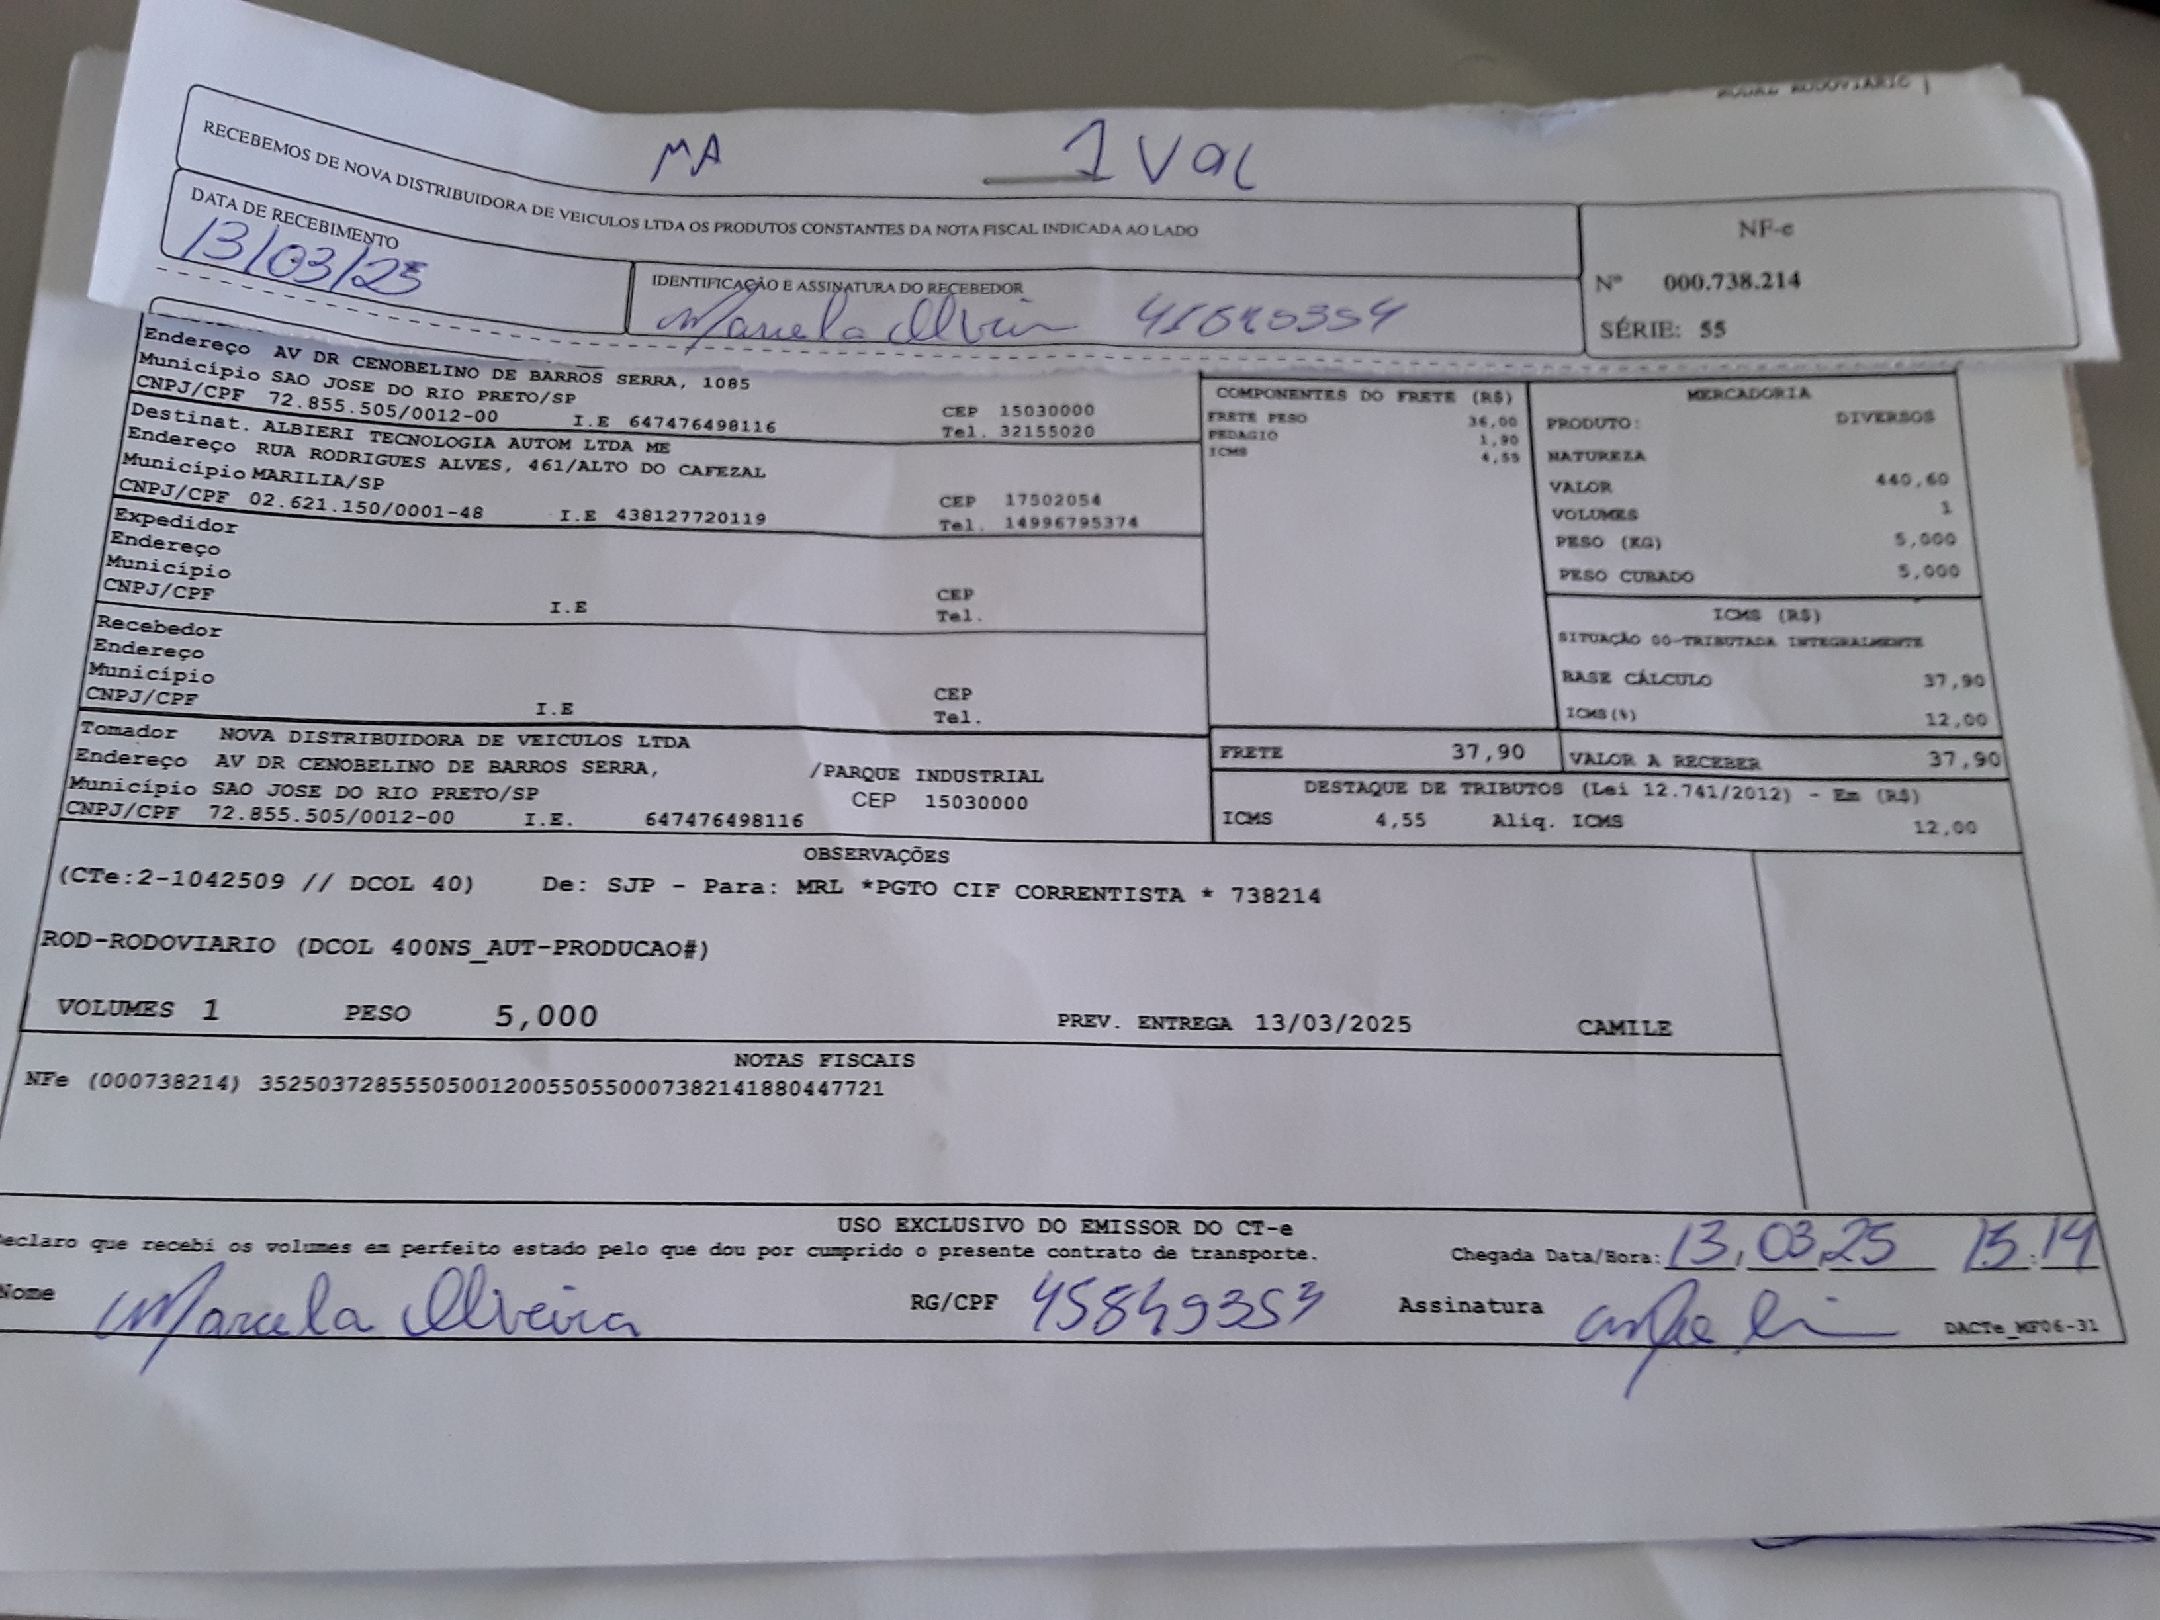 MODAL RODOVIARIO
MA 1 Vol
RECEBEMOS DE NOVA DISTRIBUIDORA DE VEICULOS LTDA OS PRODUTOS CONSTANTES DA NOTA FISCAL INDICADA AO LADO
NF-e
Nº 000.738.214
SÉRIE: 55
DATA DE RECEBIMENTO
13/03/25
IDENTIFICAÇÃO E ASSINATURA DO RECEBEDOR
Marcela Oliveira
Endereço AV DR CENOBELINO DE BARROS SERRA, 1085
Município SAO JOSE DO RIO PRETO/SP CEP 15030000
CNPJ/CPF 72.855.505/0012-00 I.E 647476498116 Tel. 32155020
Destinat. ALBIERI TECNOLOGIA AUTOM LTDA ME
Endereço RUA RODRIGUES ALVES, 461/ALTO DO CAFEZAL
Município MARILIA/SP CEP 17502054
CNPJ/CPF 02.621.150/0001-48 I.E 438127720119 Tel. 14996795374
Expedidor
Endereço
Município CEP
CNPJ/CPF I.E Tel.
Recebedor
Endereço
Município CEP
CNPJ/CPF I.E Tel.
Tomador NOVA DISTRIBUIDORA DE VEICULOS LTDA
Endereço AV DR CENOBELINO DE BARROS SERRA, /PARQUE INDUSTRIAL
Município SAO JOSE DO RIO PRETO/SP CEP 15030000
CNPJ/CPF 72.855.505/0012-00 I.E. 647476498116
COMPONENTES DO FRETE (R$)
FRETE PESO 36,00
PEDAGIO 1,90
ICMS 4,55
MERCADORIA
PRODUTO: DIVERSOS
NATUREZA
VALOR 440,60
VOLUMES 1
PESO (KG) 5,000
PESO CUBADO 5,000
ICMS (R$)
SITUAÇÃO 00-TRIBUTADA INTEGRALMENTE
BASE CÁLCULO 37,90
ICMS(%) 12,00
FRETE 37,90 VALOR A RECEBER 37,90
DESTAQUE DE TRIBUTOS (Lei 12.741/2012) - Em (R$)
ICMS 4,55 Aliq. ICMS 12,00
OBSERVAÇÕES
(CTe:2-1042509 // DCOL 40) De: SJP - Para: MRL *PGTO CIF CORRENTISTA * 738214
ROD-RODOVIARIO (DCOL 400NS_AUT-PRODUCAO#)
VOLUMES 1 PESO 5,000 PREV. ENTREGA 13/03/2025 CAMILE
NOTAS FISCAIS
NFe (000738214) 35250372855505001200550550007382141880447721
USO EXCLUSIVO DO EMISSOR DO CT-e
Declaro que recebi os volumes em perfeito estado pelo que dou por cumprido o presente contrato de transporte. Chegada Data/Hora: 13,03,25 15:14
Nome Marcela Oliveira RG/CPF 45849353 Assinatura
DACTe_MF06-31